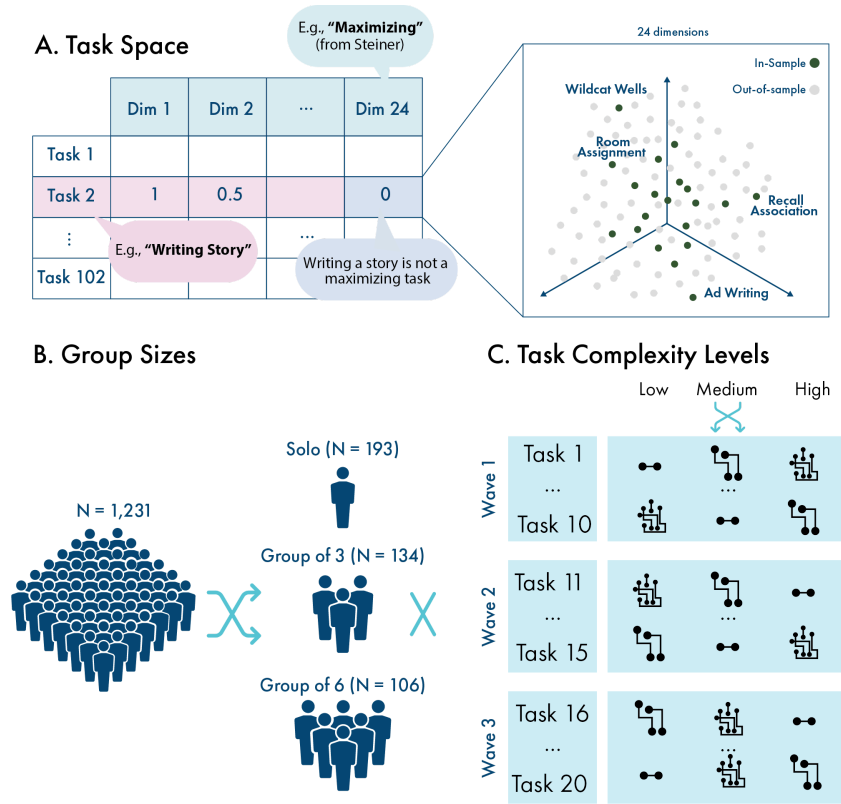 A. Task Space
E.g., “Maximizing”
(from Steiner)
Dim 1
Dim 2
...
Dim 24
Task 1
Task 2
1
0.5
0
⋮
...
Task 102
E.g., “Writing Story”
Writing a story is not a
maximizing task
24 dimensions
In-Sample
Out-of-sample
Wildcat Wells
Room
Assignment
Recall
Association
Ad Writing
B. Group Sizes
N = 1,231
Solo (N = 193)
Group of 3 (N = 134)
Group of 6 (N = 106)
C. Task Complexity Levels
Low
Medium
High
Wave 1
Task 1
...
...
Task 10
Wave 2
Task 11
...
...
Task 15
Wave 3
Task 16
...
...
Task 20